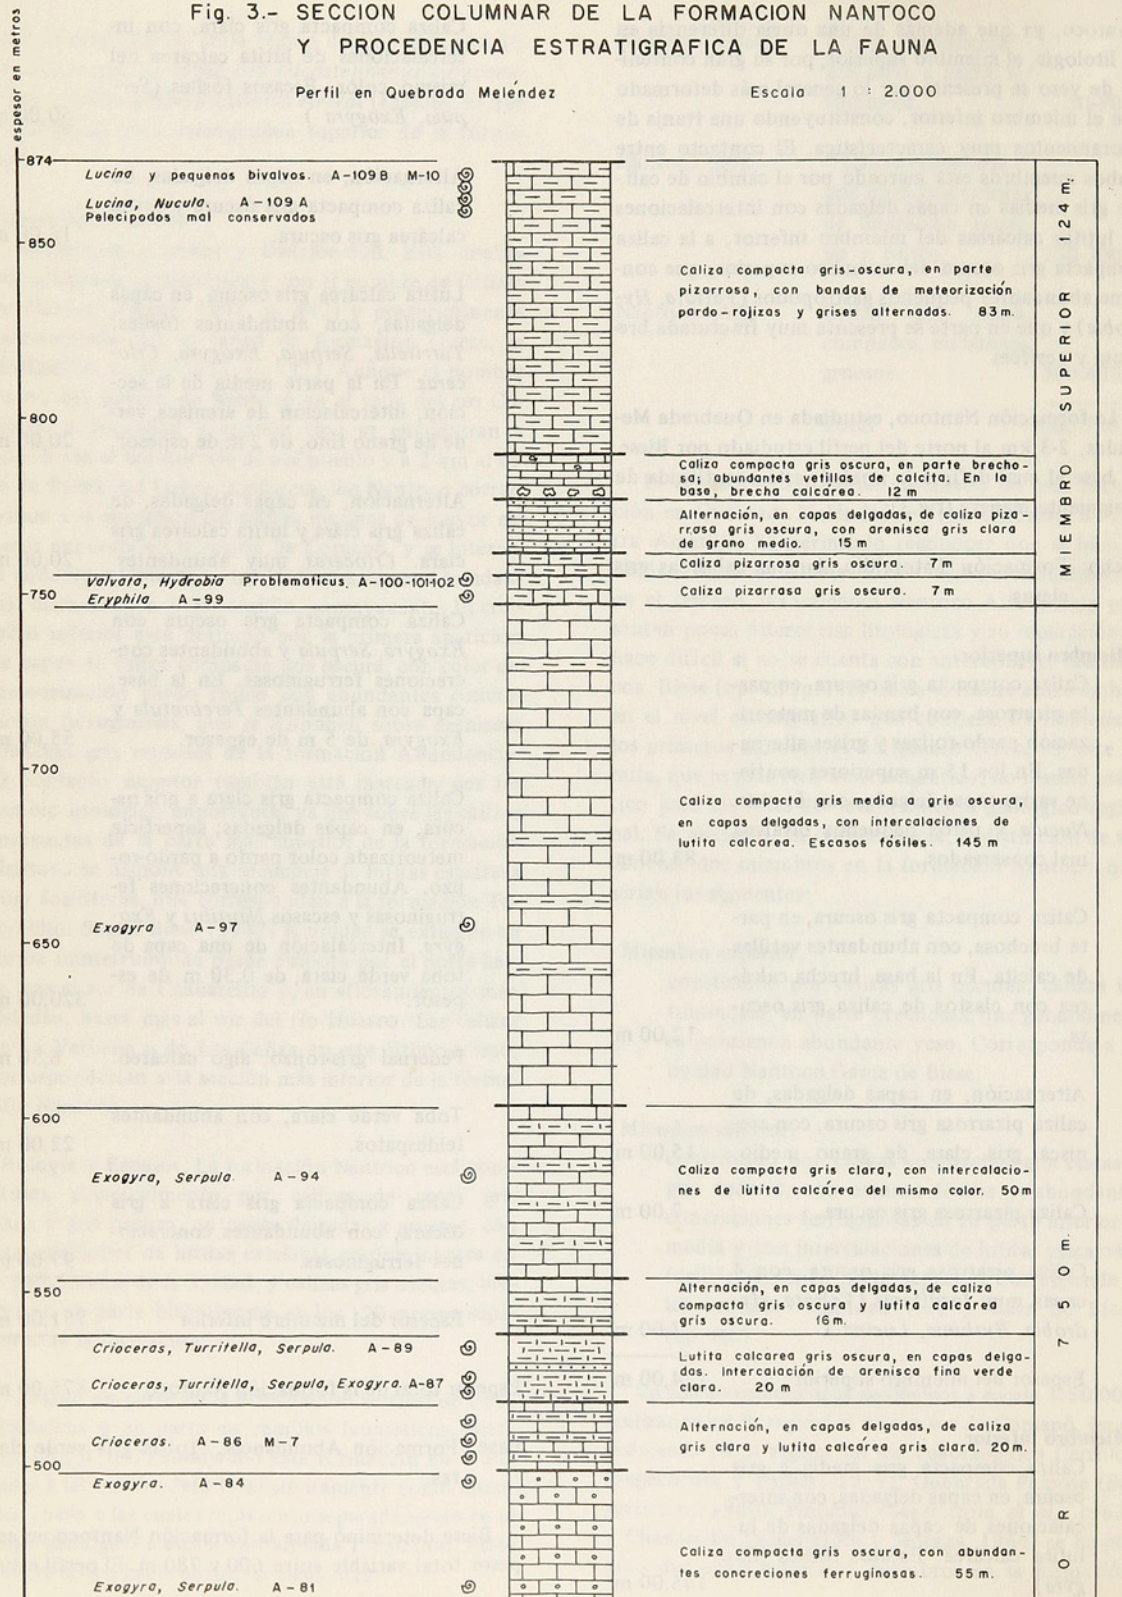 Fig. 3.- SECCION COLUMNAR DE LA FORMACION NANTOCO
Y PROCEDENCIA ESTRATIGRAFICA DE LA FAUNA
Perfil en Quebrada Meléndez
Escala 1 : 2.000
espesor en metros
874
Lucina y pequenos bivalvos. A-109B M-10
Lucina, Nucula. A-109 A
Pelecipodos mal conservados
850
Caliza compacta gris-oscura, en parte
pizarrosa, con bandas de meteorización
pardo-rojizas y grises alternadas. 83 m.
800
Caliza compacta gris oscura, en parte brecho-
sa; abundantes vetillas de calcita. En la
base, brecha calcárea. 12 m
Alternación, en capas delgadas, de caliza piza
rrosa gris oscura, con arenisca gris clara
de grano medio. 15 m
Caliza pizarrosa gris oscura. 7 m
Valvata, Hydrobia Problematicus. A-100-101-102
750
Eryphila A-99
Caliza pizarrosa gris oscura. 7 m
MIEMBRO SUPERIOR 124 m.
700
Caliza compacta gris media a gris oscura,
en capas delgadas, con intercalaciones de
lutita calcárea. Escasos fósiles. 145 m
Exogyra A-97
650
600
Exogyra, Serpula. A-94
Caliza compacta gris clara, con intercalacio-
nes de lutita calcárea del mismo color. 50 m
550
Alternación, en capas delgadas, de caliza
compacta gris oscura y lutita calcárea
gris oscura. 16 m.
Crioceras, Turritella, Serpula. A-89
Lutita calcárea gris oscura, en capas delga-
das. Intercalación de arenisca fina verde
clara. 20 m
Crioceras, Turritella, Serpula, Exogyra. A-87
Crioceras. A-86 M-7
Alternación, en capas delgadas, de caliza
gris clara y lutita calcárea gris clara. 20 m.
500
Exogyra. A-84
Caliza compacta gris oscura, con abundan-
tes concreciones ferruginosas. 55 m.
Exogyra, Serpula. A-81
O R 750 m.